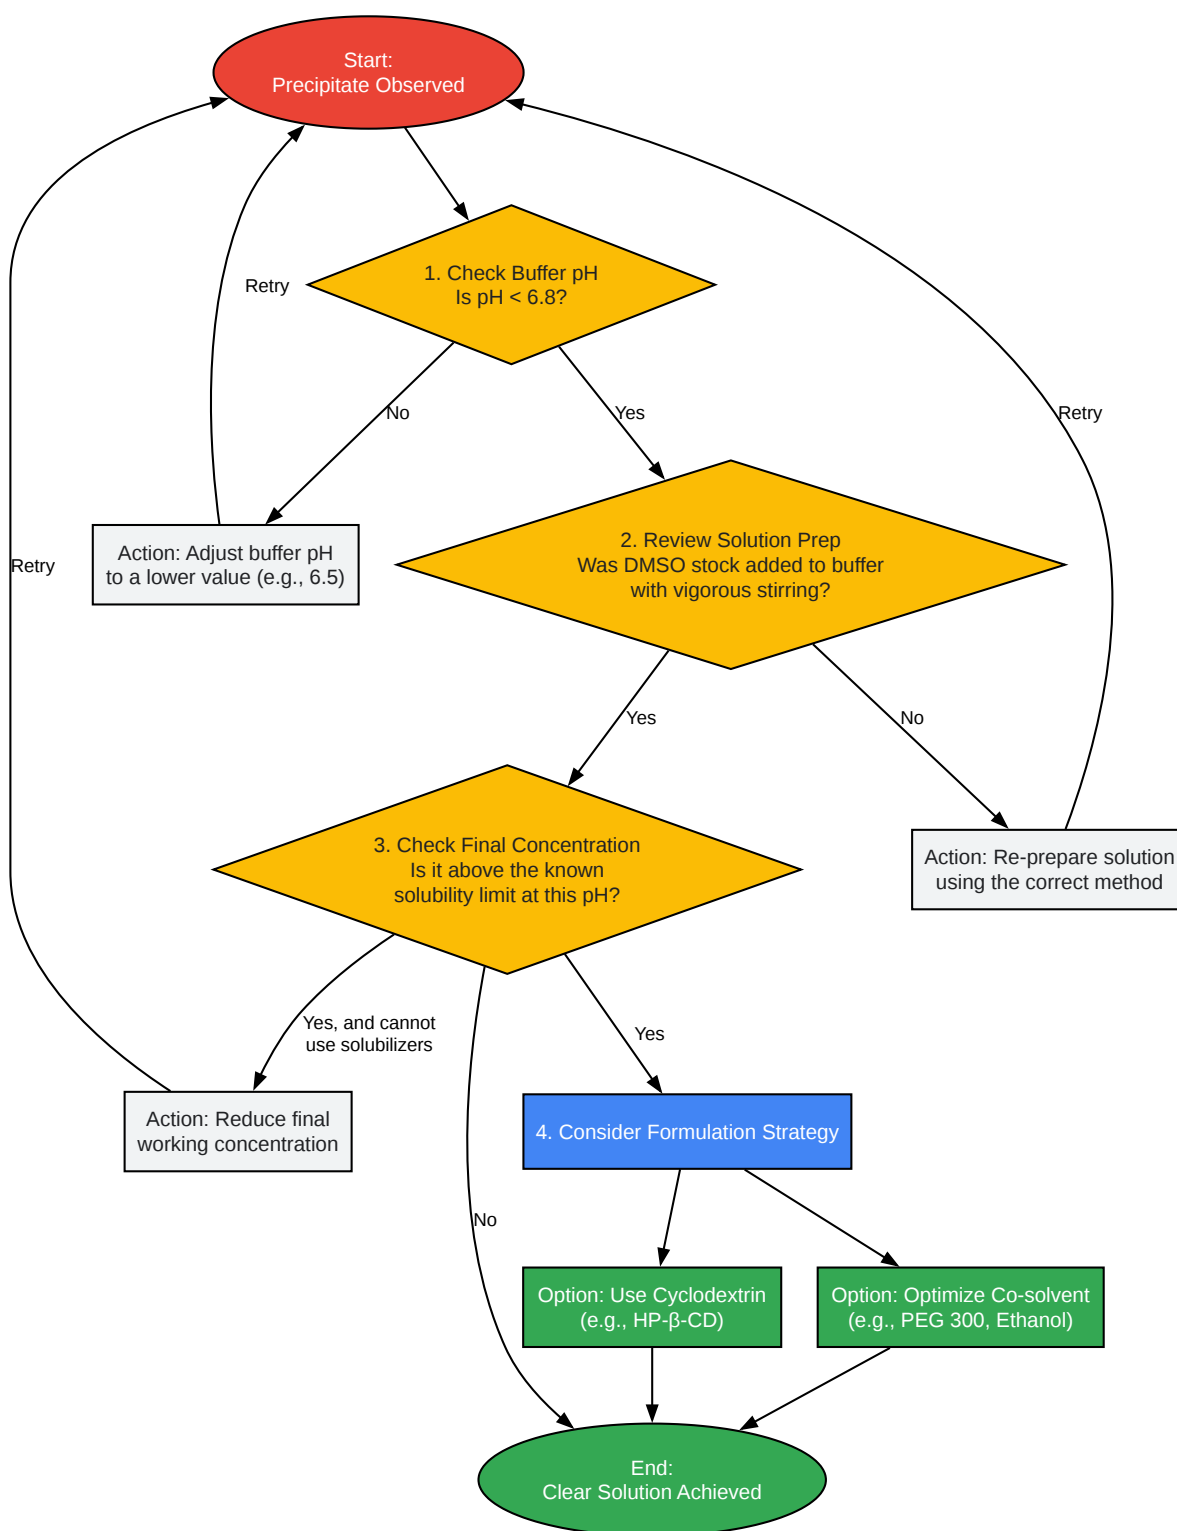 Start:
Precipitate Observed
1. Check Buffer pH
Is pH < 6.8?
Retry
No
Yes
Retry
Action: Adjust buffer pH
to a lower value (e.g., 6.5)
2. Review Solution Prep
Was DMSO stock added to buffer
with vigorous stirring?
Retry
Yes
No
3. Check Final Concentration
Is it above the known
solubility limit at this pH?
Action: Re-prepare solution
using the correct method
Yes, and cannot
use solubilizers
Yes
Action: Reduce final
working concentration
4. Consider Formulation Strategy
No
Option: Use Cyclodextrin
(e.g., HP-β-CD)
Option: Optimize Co-solvent
(e.g., PEG 300, Ethanol)
End:
Clear Solution Achieved